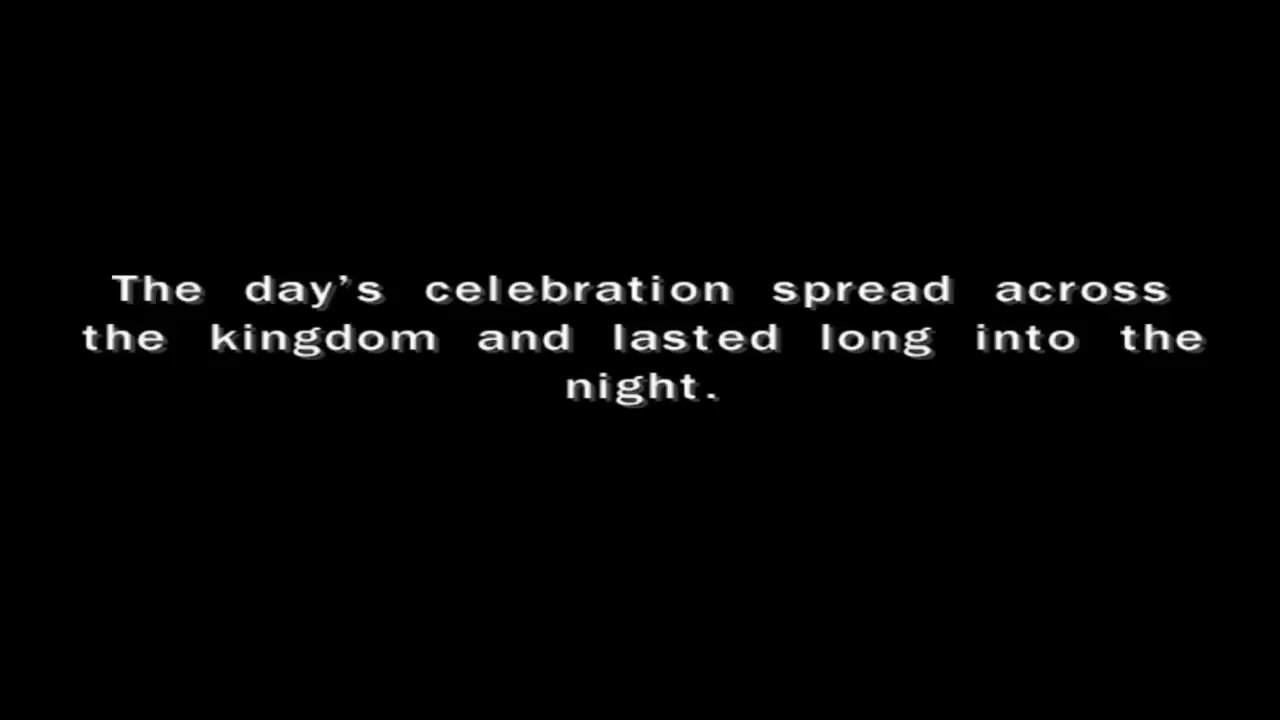 The day’s celebration spread across
the kingdom and lasted long into the
night.